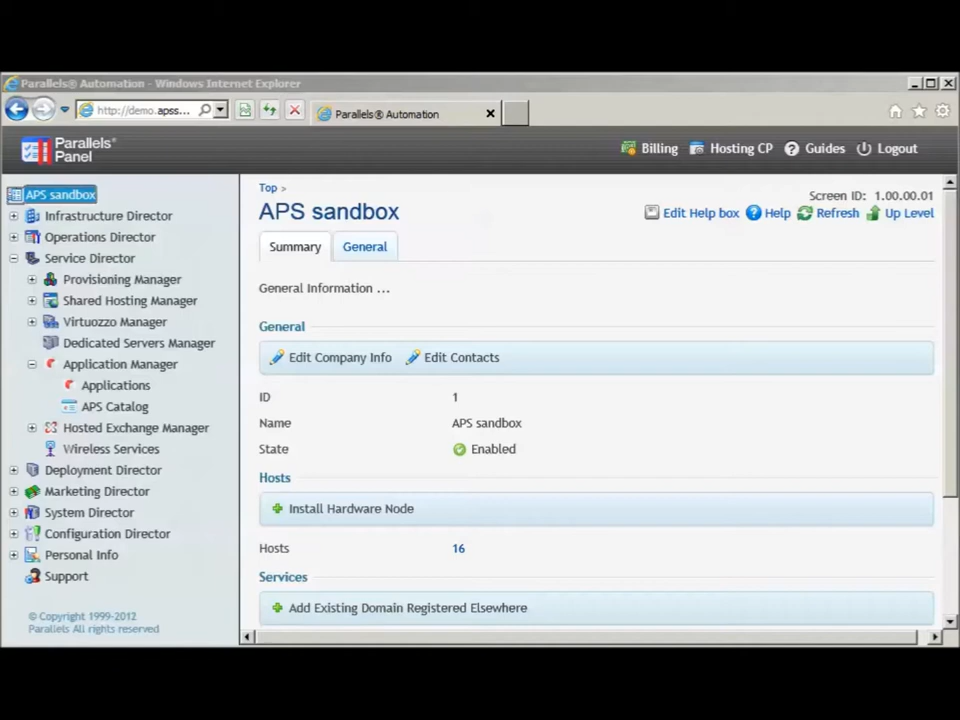 Parallels® Automation - Windows Internet Explorer
http://demo.apss...
Parallels® Automation
Parallels® Panel
Billing
Hosting CP
Guides
Logout
APS sandbox
Infrastructure Director
Operations Director
Service Director
Provisioning Manager
Shared Hosting Manager
Virtuozzo Manager
Dedicated Servers Manager
Application Manager
Applications
APS Catalog
Hosted Exchange Manager
Wireless Services
Deployment Director
Marketing Director
System Director
Configuration Director
Personal Info
Support
© Copyright 1999-2012
Parallels All rights reserved
Top >
APS sandbox
Screen ID: 1.00.00.01
Edit Help box
Help
Refresh
Up Level
Summary
General
General Information ...
General
Edit Company Info
Edit Contacts
ID 1
Name APS sandbox
State Enabled
Hosts
Install Hardware Node
Hosts 16
Services
Add Existing Domain Registered Elsewhere